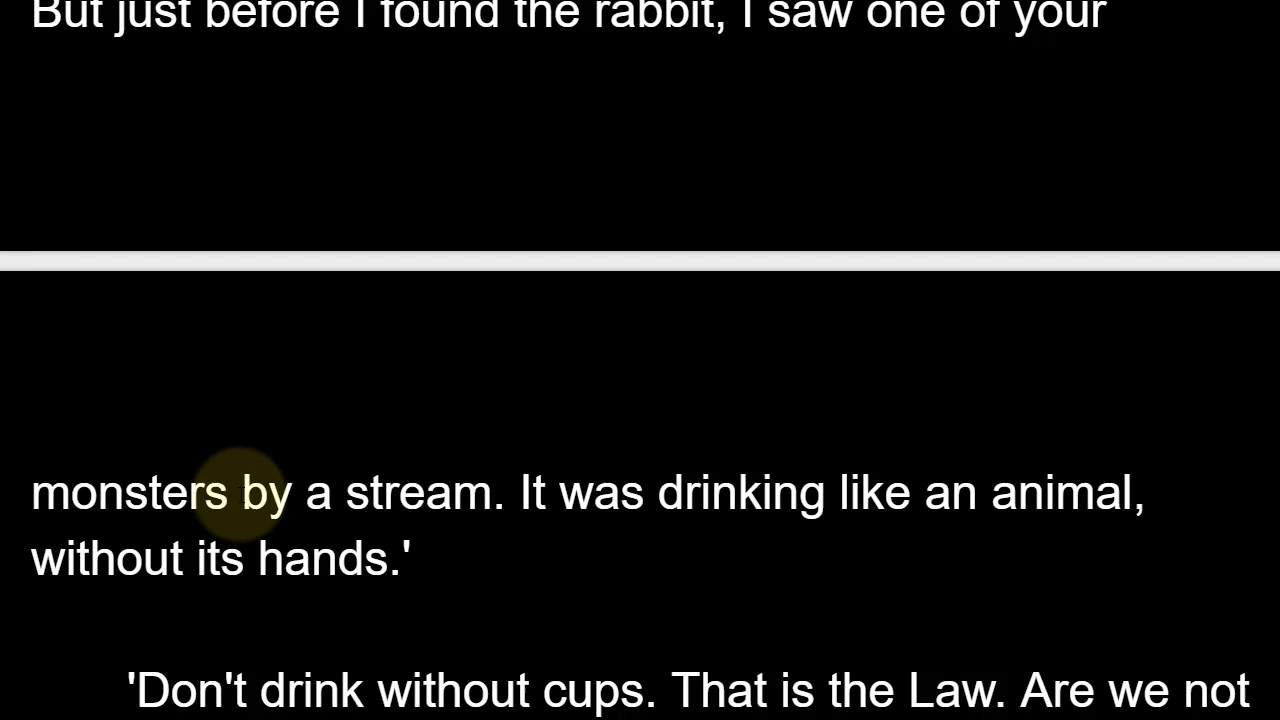 But just before I found the rabbit, I saw one of your
monsters by a stream. It was drinking like an animal,
without its hands.'
'Don't drink without cups. That is the Law. Are we not